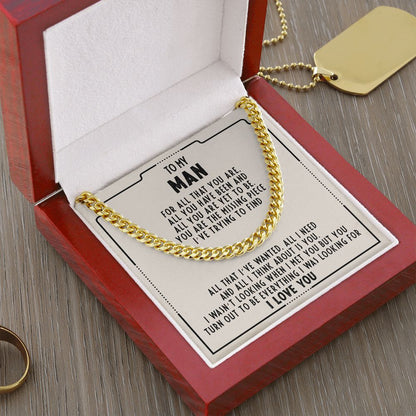 TO MY
MAN
FOR ALL THAT YOU ARE
ALL YOU HAVE BEEN AND
ALL YOU ARE YET TO BE
YOU ARE THE MISSING PIECE
I'VE TRYING TO FIND
ALL THAT I'VE WANTED, ALL I NEED
AND ALL I THINK ABOUT IS YOU
I WASN'T LOOKING WHEN I MET YOU BUT YOU
TURN OUT TO BE EVERYTHING I WAS LOOKING FOR
I LOVE YOU